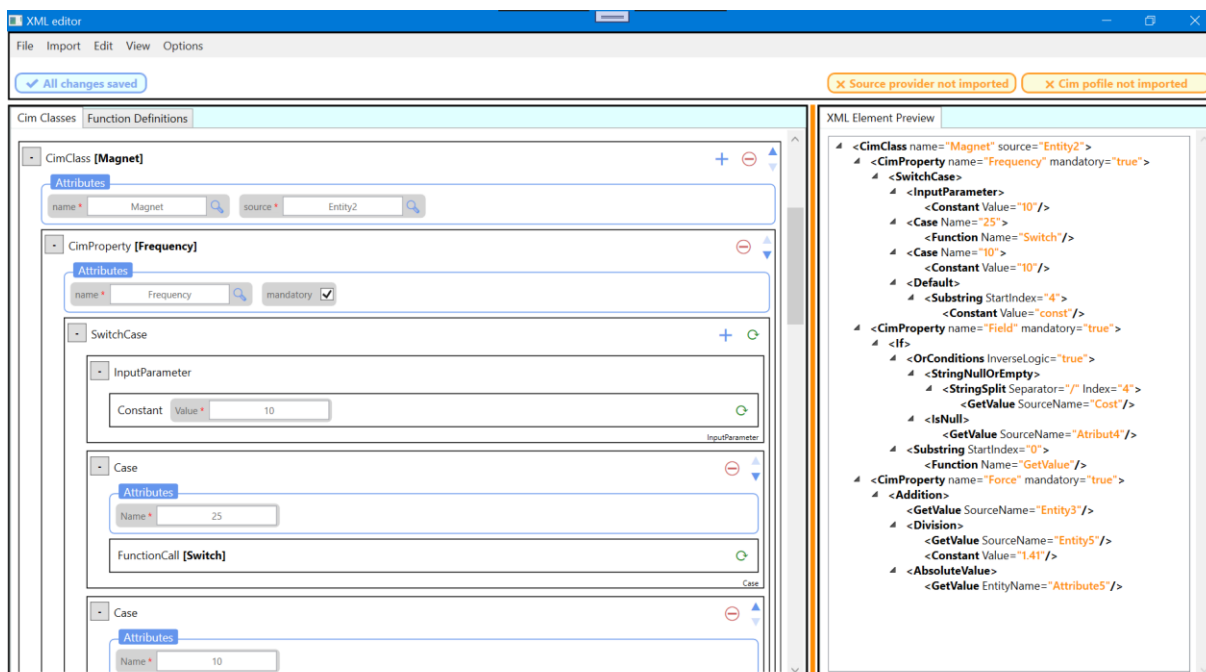 XML editor
File Import Edit View Options
All changes saved
Source provider not imported
Cim pofile not imported
Cim Classes Function Definitions
CimClass [Magnet]
Attributes
name * Magnet source * Entity2
CimProperty [Frequency]
Attributes
name * Frequency mandatory
SwitchCase
InputParameter
Constant Value * 10
InputParameter
Case
Attributes
Name * 25
FunctionCall [Switch]
Case
Case
Attributes
Name * 10
XML Element Preview
<CimClass name="Magnet" source="Entity2">
<CimProperty name="Frequency" mandatory="true">
<SwitchCase>
<InputParameter>
<Constant Value="10"/>
<Case Name="25">
<Function Name="Switch"/>
<Case Name="10">
<Constant Value="10"/>
<Default>
<Substring StartIndex="4">
<Constant Value="const"/>
<CimProperty name="Field" mandatory="true">
<If>
<OrConditions InverseLogic="true">
<StringNullOrEmpty>
<StringSplit Separator="/" Index="4">
<GetValue SourceName="Cost"/>
<IsNull>
<GetValue SourceName="Atribut4"/>
<Substring StartIndex="0">
<Function Name="GetValue"/>
<CimProperty name="Force" mandatory="true">
<Addition>
<GetValue SourceName="Entity3"/>
<Division>
<GetValue SourceName="Entity5"/>
<Constant Value="1.41"/>
<AbsoluteValue>
<GetValue EntityName="Attribute5"/>